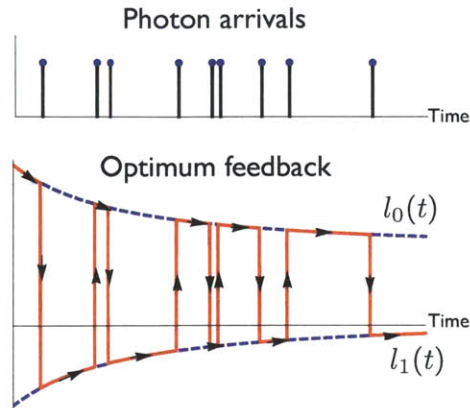 Photon arrivals
Time
Optimum feedback
l₀(t)
Time
l₁(t)